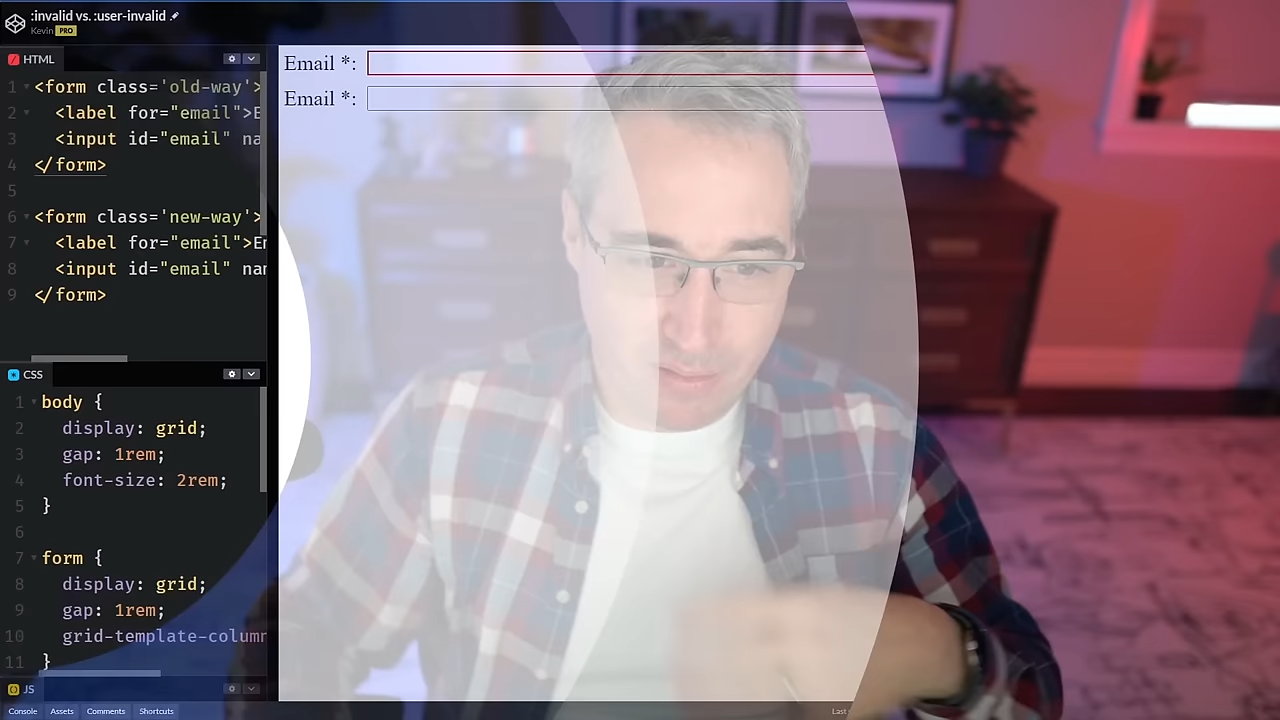 :invalid vs. :user-invalid
Kevin PRO
HTML
1 <form class='old-way'>
2 <label for="email">E
3 <input id="email" na
4 </form>
5
6 <form class='new-way'>
7 <label for="email">Em
8 <input id="email" nam
9 </form>
Email *:
Email *:
CSS
1 body {
2 display: grid;
3 gap: 1rem;
4 font-size: 2rem;
5 }
6
7 form {
8 display: grid;
9 gap: 1rem;
10 grid-template-column
11 }
JS
Console Assets Comments Shortcuts
Last